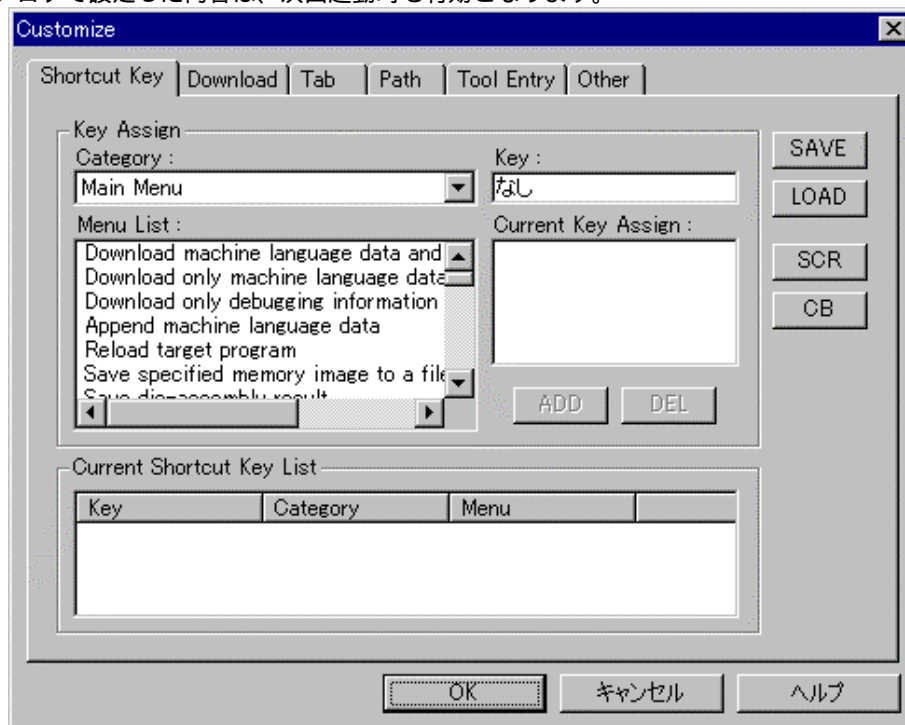 Customize
Shortcut Key Download Tab Path Tool Entry Other
Key Assign
Category :
Main Menu
Key :
なし
Menu List :
Download machine language data and
Download only machine language data
Download only debugging information
Append machine language data
Reload target program
Save specified memory image to a file
Current Key Assign :
ADD DEL
SAVE
LOAD
SCR
CB
Current Shortcut Key List
Key Category Menu
OK キャンセル ヘルプ